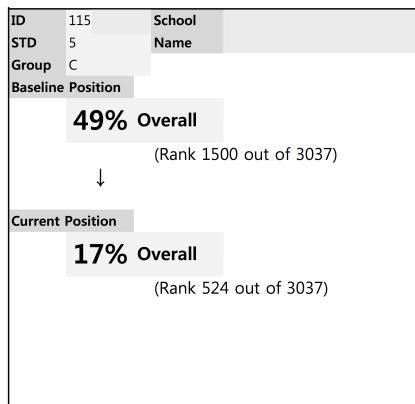 ID 115 School
STD 5 Name
Group C
Baseline Position
49% Overall
(Rank 1500 out of 3037)
↓
Current Position
17% Overall
(Rank 524 out of 3037)